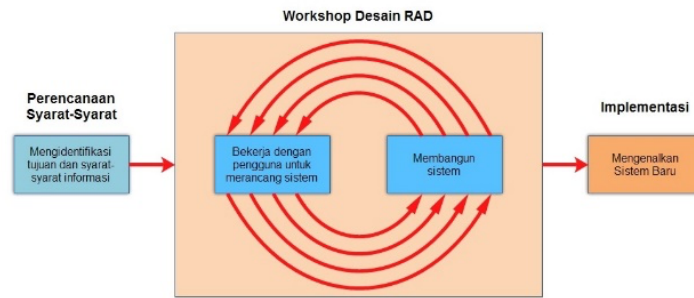 Workshop Desain RAD
Perencanaan
Syarat-Syarat
Mengidentifikasi
tujuan dan syarat-
syarat informasi
Bekerja dengan
pengguna untuk
merancang sistem
Membangun
sistem
Implementasi
Mengenalkan
Sistem Baru